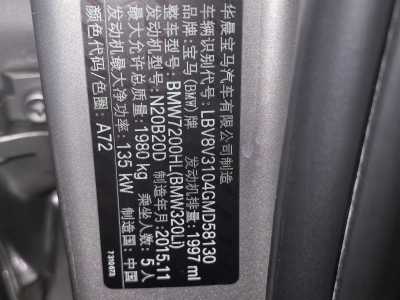 华晨宝马汽车有限公司制造
车辆识别代号: LBV8V3104GMD58130
品牌: 宝马 (BMW) 牌 发动机排量: 1997 ml
整车型号: BMW7200HL(BMW320Li)
发动机型号: N20B20D 制造年月: 2015.11
最大允许总质量: 1980 kg 乘坐人数: 5 人
发动机最大净功率: 135 kW 制造国: 中国
颜色代码/色圈: A72